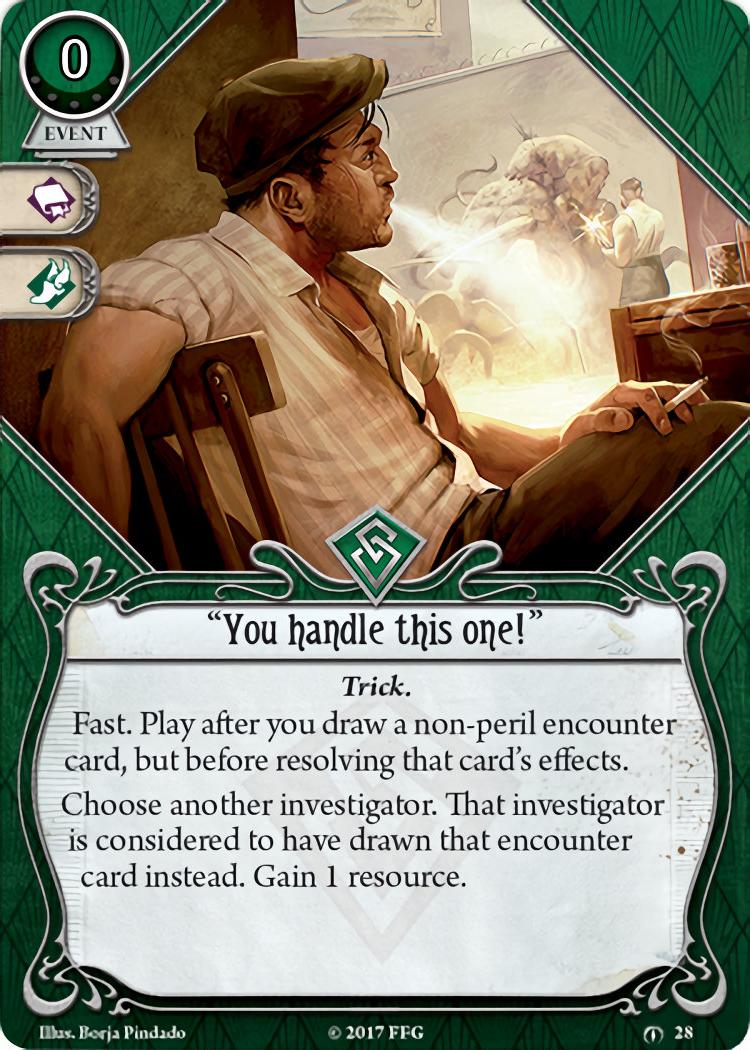 0
EVENT
“You handle this one!”
Trick.
Fast. Play after you draw a non-peril encounter
card, but before resolving that card’s effects.
Choose another investigator. That investigator
is considered to have drawn that encounter
card instead. Gain 1 resource.
Illus. Borja Pindado © 2017 FFG 28